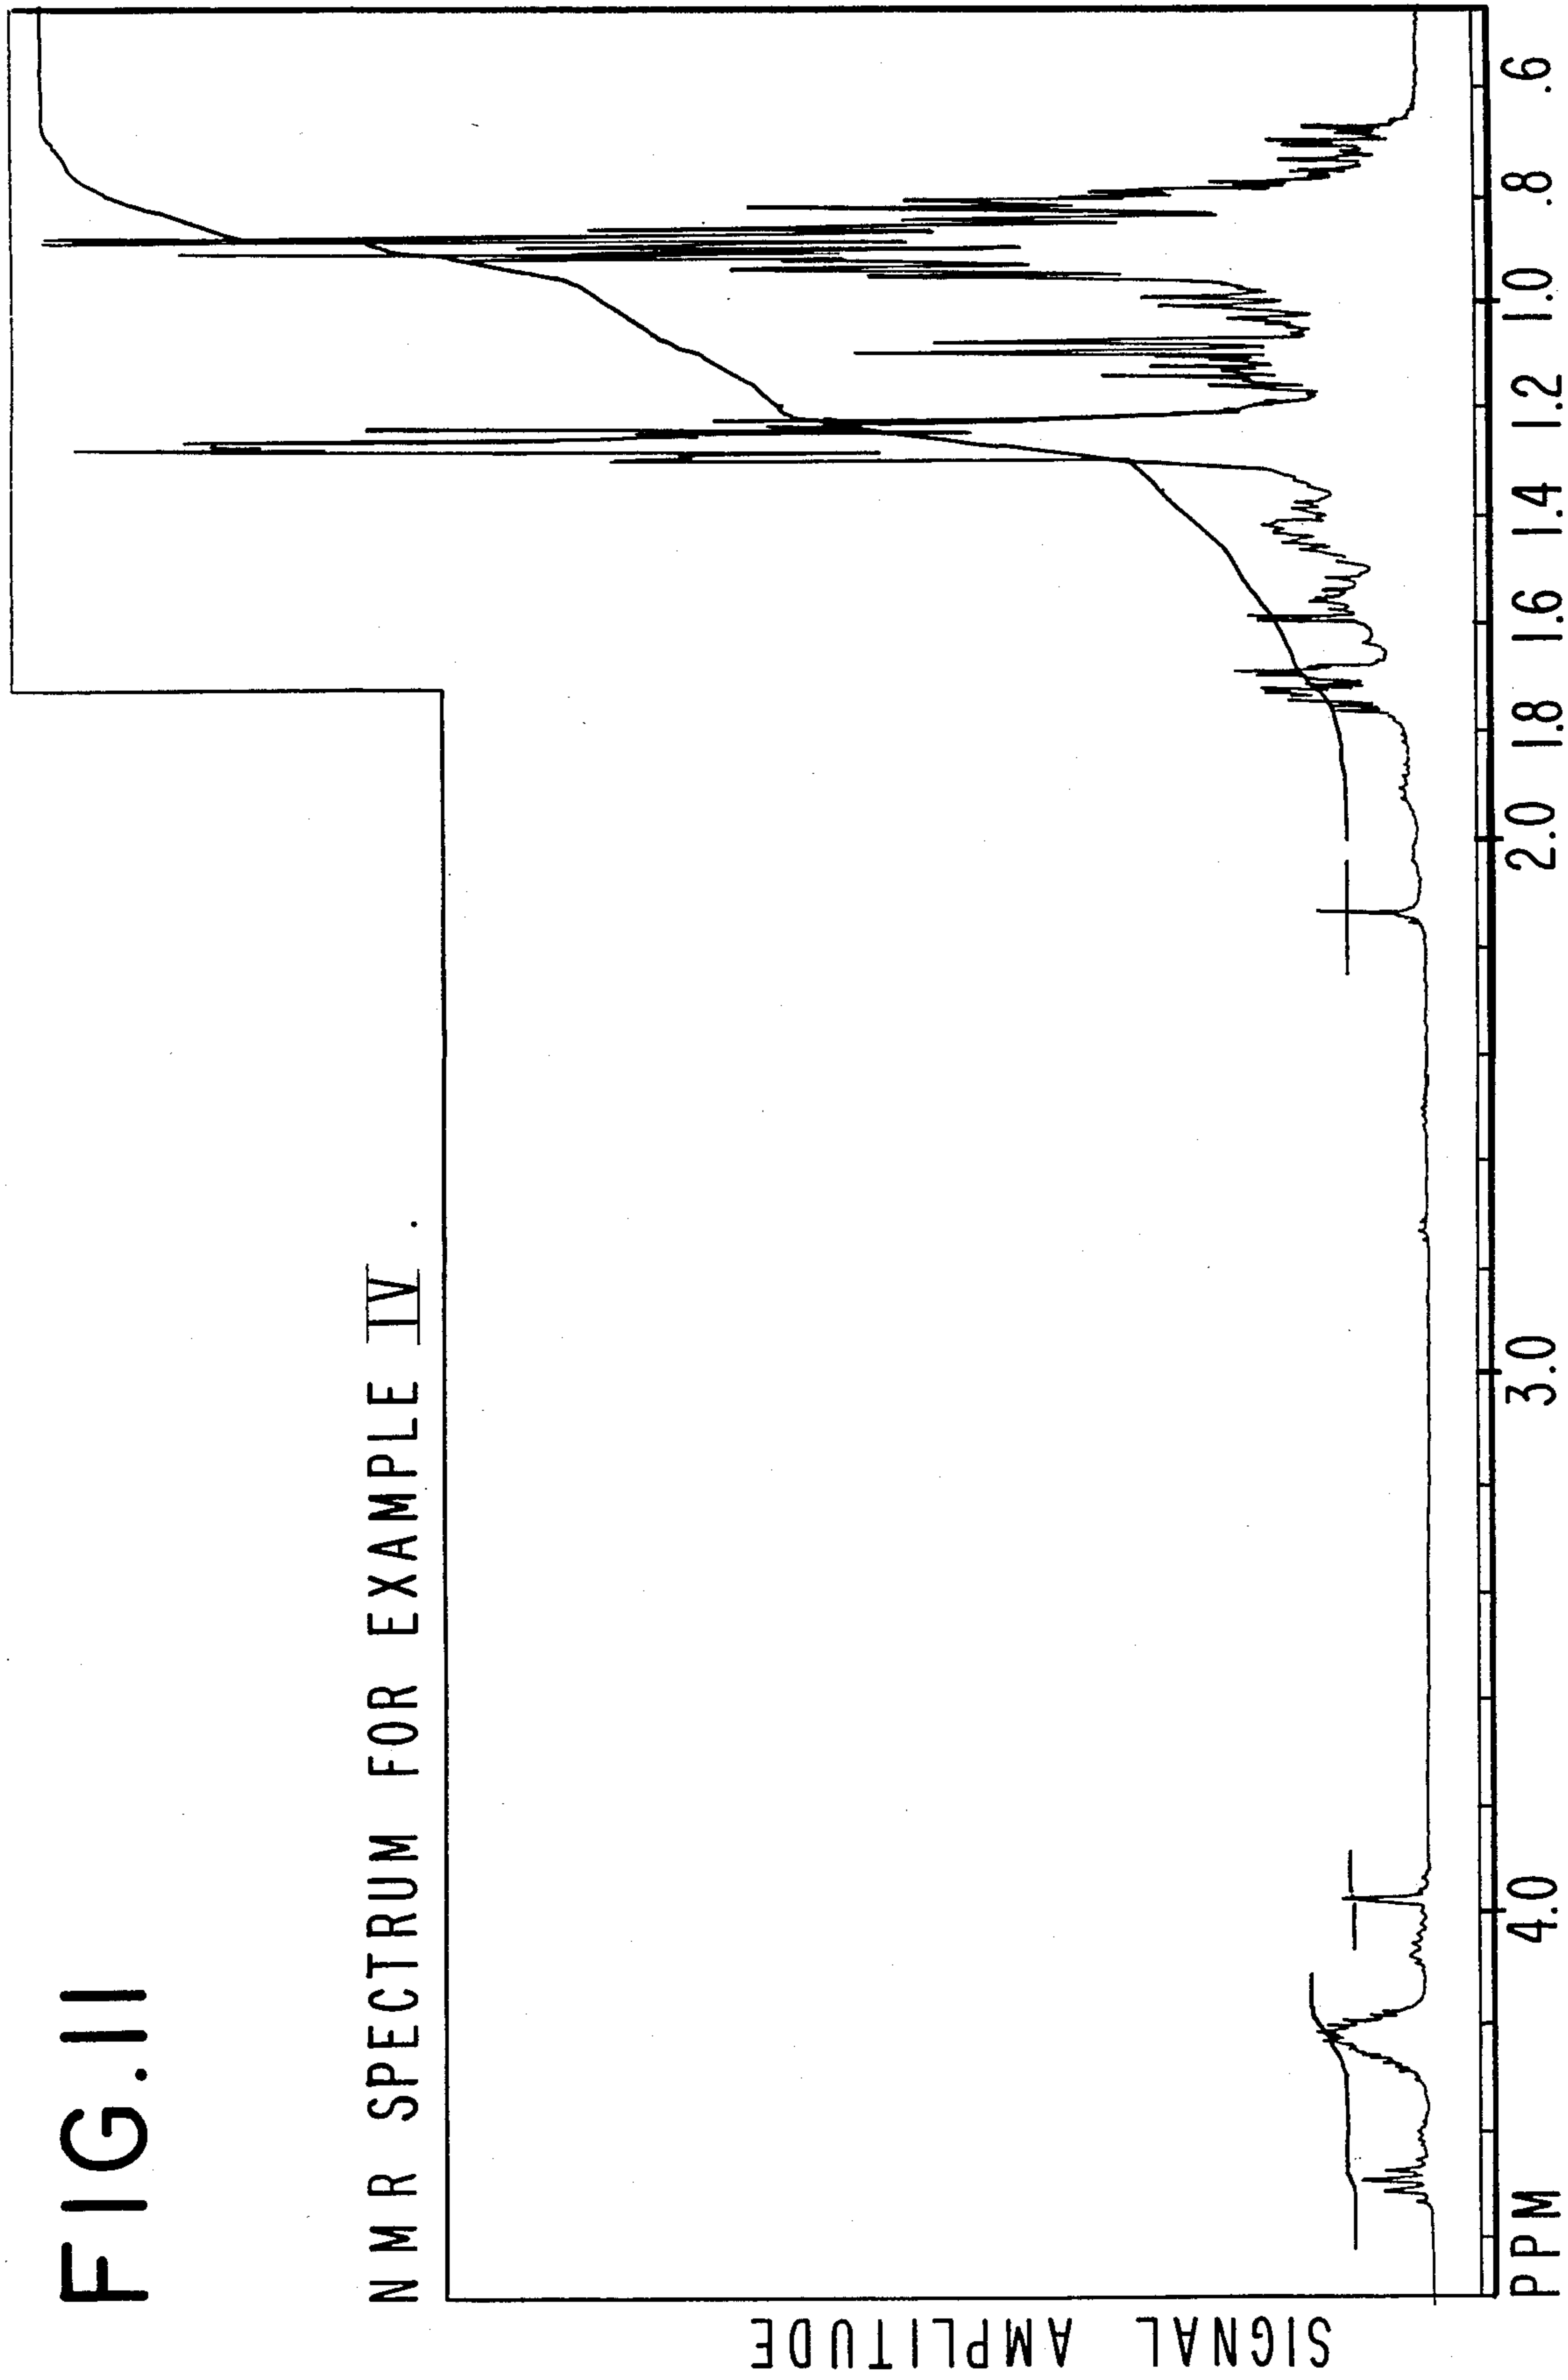 FIG.11
NMR SPECTRUM FOR EXAMPLE IV.
SIGNAL AMPLITUDE
PPM 4.0 3.0 2.0 1.8 1.6 1.4 1.2 1.0 .8 .6